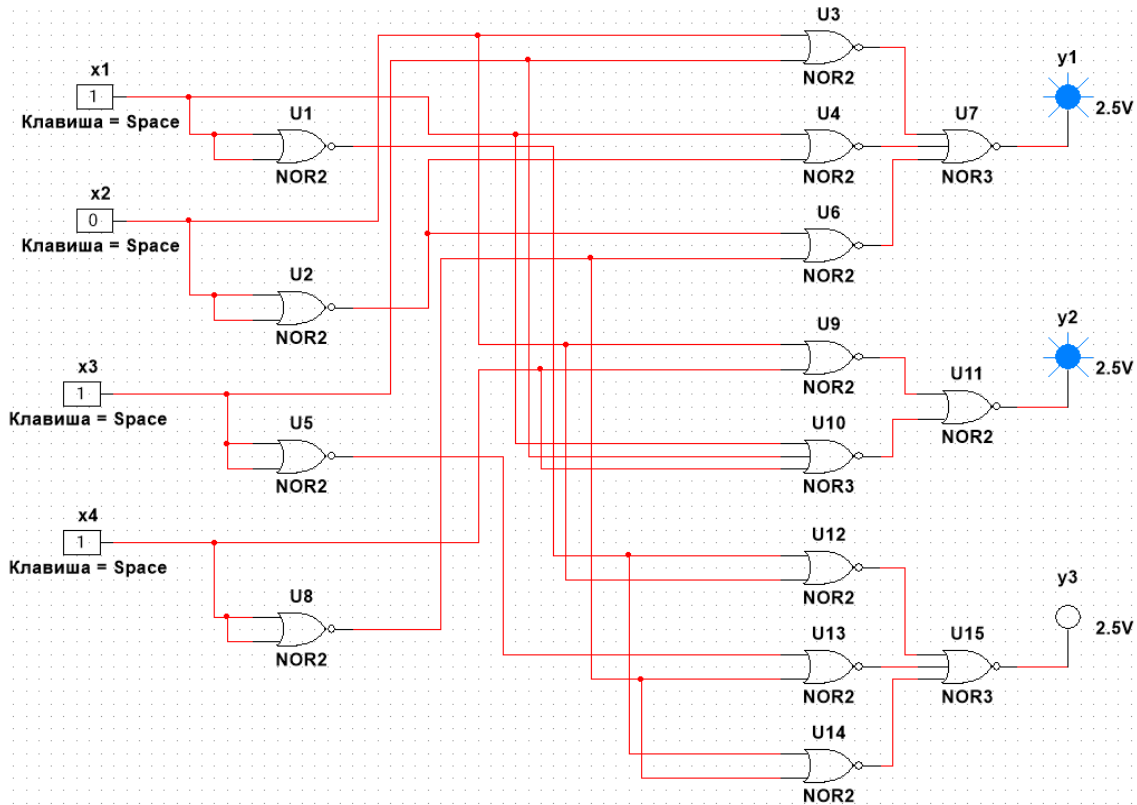 x1
1
Клавиша = Space
U1
NOR2
x2
0
Клавиша = Space
U2
NOR2
x3
1
Клавиша = Space
U5
NOR2
x4
1
Клавиша = Space
U8
NOR2
U3
NOR2
U4
NOR2
U6
NOR2
U7
NOR3
y1
2.5V
U9
NOR2
U10
NOR3
U11
NOR2
y2
2.5V
U12
NOR2
U13
NOR2
U14
NOR2
U15
NOR3
y3
2.5V